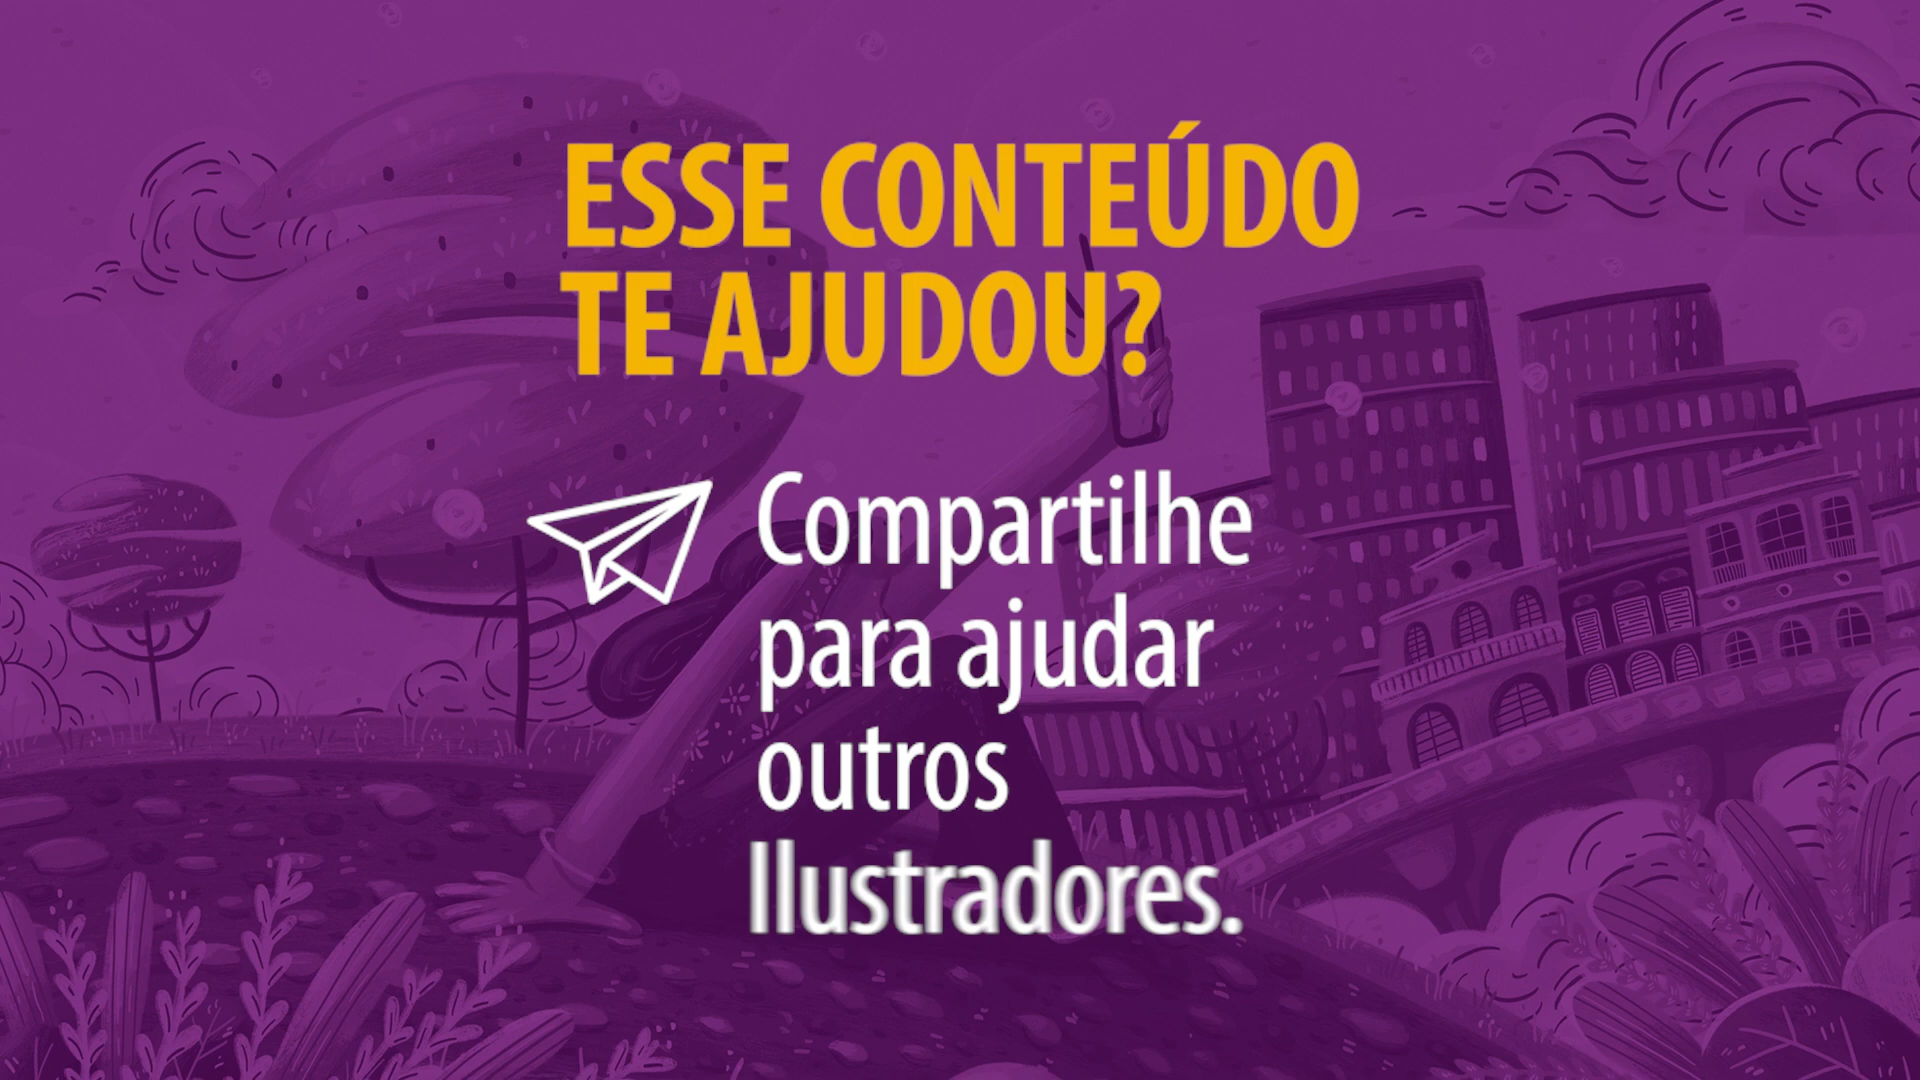 ESSE CONTEÚDO
TE AJUDOU?
Compartilhe
para ajudar
outros
Ilustradores.